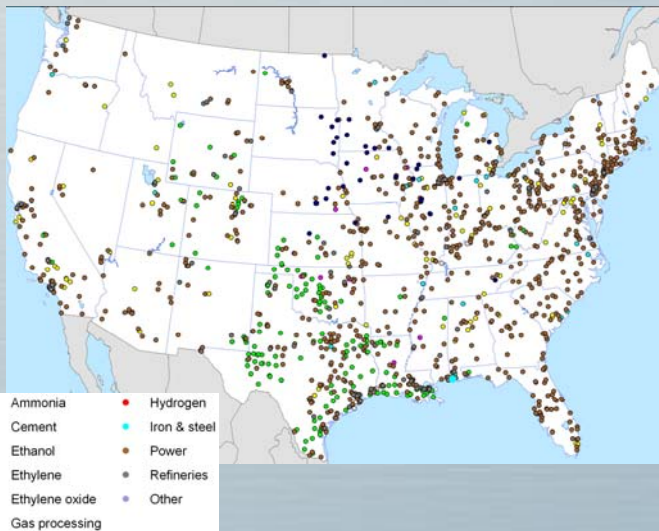 Ammonia
Hydrogen
Cement
Iron & steel
Ethanol
Power
Ethylene
Refineries
Ethylene oxide
Other
Gas processing